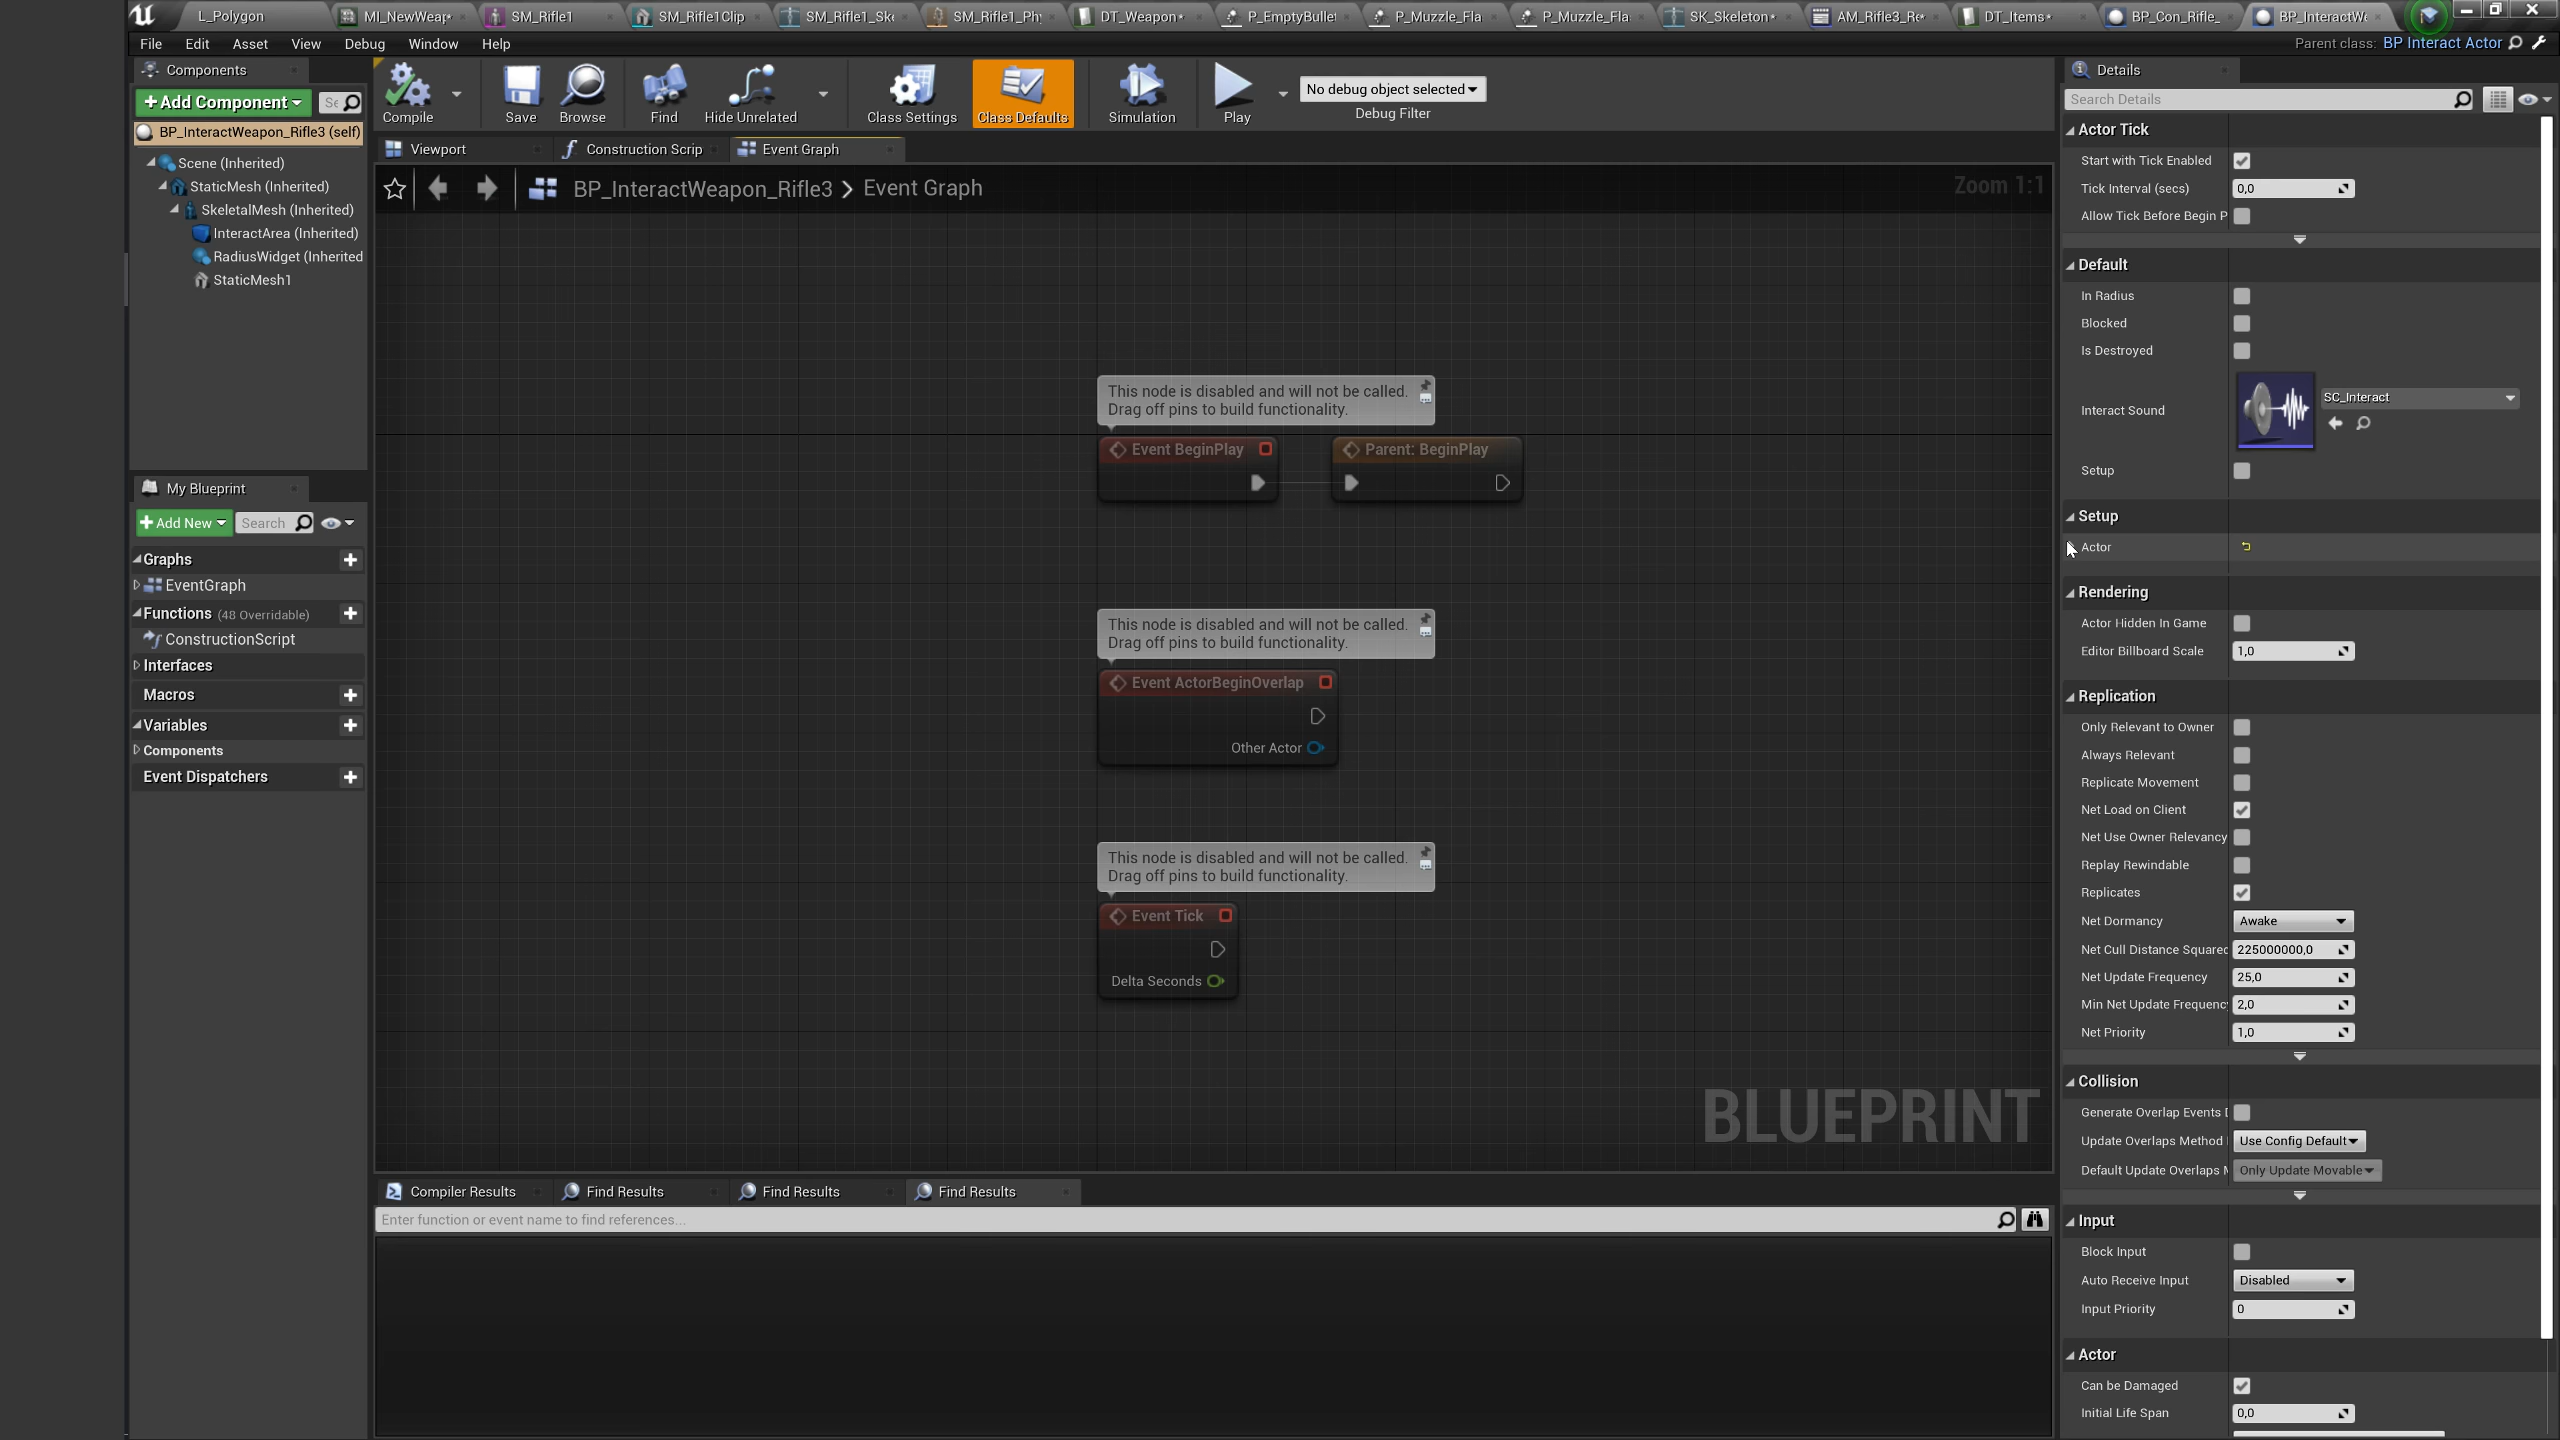 L_Polygon
MI_NewWeap*
SM_Rifle1
SM_Rifle1Clip
SM_Rifle1_Ske
SM_Rifle1_Phy
DT_Weapon*
P_EmptyBullet
P_Muzzle_Fla
P_Muzzle_Fla
SK_Skeleton*
AM_Rifle3_Re*
DT_Items*
BP_Con_Rifle_
BP_InteractWe
File Edit Asset View Debug Window Help
Parent class: BP Interact Actor
Components
+Add Component
Se
BP_InteractWeapon_Rifle3 (self)
Scene (Inherited)
StaticMesh (Inherited)
SkeletalMesh (Inherited)
InteractArea (Inherited)
RadiusWidget (Inherited
StaticMesh1
My Blueprint
+Add New
Search
Graphs
EventGraph
Functions (48 Overridable)
ConstructionScript
Interfaces
Macros
Variables
Components
Event Dispatchers
Compile
Save
Browse
Find
Hide Unrelated
Class Settings
Class Defaults
Simulation
Play
No debug object selected
Debug Filter
Viewport
Construction Scrip
Event Graph
BP_InteractWeapon_Rifle3 > Event Graph
Zoom 1:1
This node is disabled and will not be called.
Drag off pins to build functionality.
Event BeginPlay
Parent: BeginPlay
This node is disabled and will not be called.
Drag off pins to build functionality.
Event ActorBeginOverlap
Other Actor
This node is disabled and will not be called.
Drag off pins to build functionality.
Event Tick
Delta Seconds
BLUEPRINT
Compiler Results
Find Results
Find Results
Find Results
Enter function or event name to find references...
Details
Search Details
Actor Tick
Start with Tick Enabled
Tick Interval (secs) 0,0
Allow Tick Before Begin P
Default
In Radius
Blocked
Is Destroyed
Interact Sound
SC_Interact
Setup
Setup
Actor
Rendering
Actor Hidden In Game
Editor Billboard Scale 1,0
Replication
Only Relevant to Owner
Always Relevant
Replicate Movement
Net Load on Client
Net Use Owner Relevancy
Replay Rewindable
Replicates
Net Dormancy Awake
Net Cull Distance Squared 225000000,0
Net Update Frequency 25,0
Min Net Update Frequenc 2,0
Net Priority 1,0
Collision
Generate Overlap Events D
Update Overlaps Method Use Config Default
Default Update Overlaps M Only Update Movable
Input
Block Input
Auto Receive Input Disabled
Input Priority 0
Actor
Can be Damaged
Initial Life Span 0,0